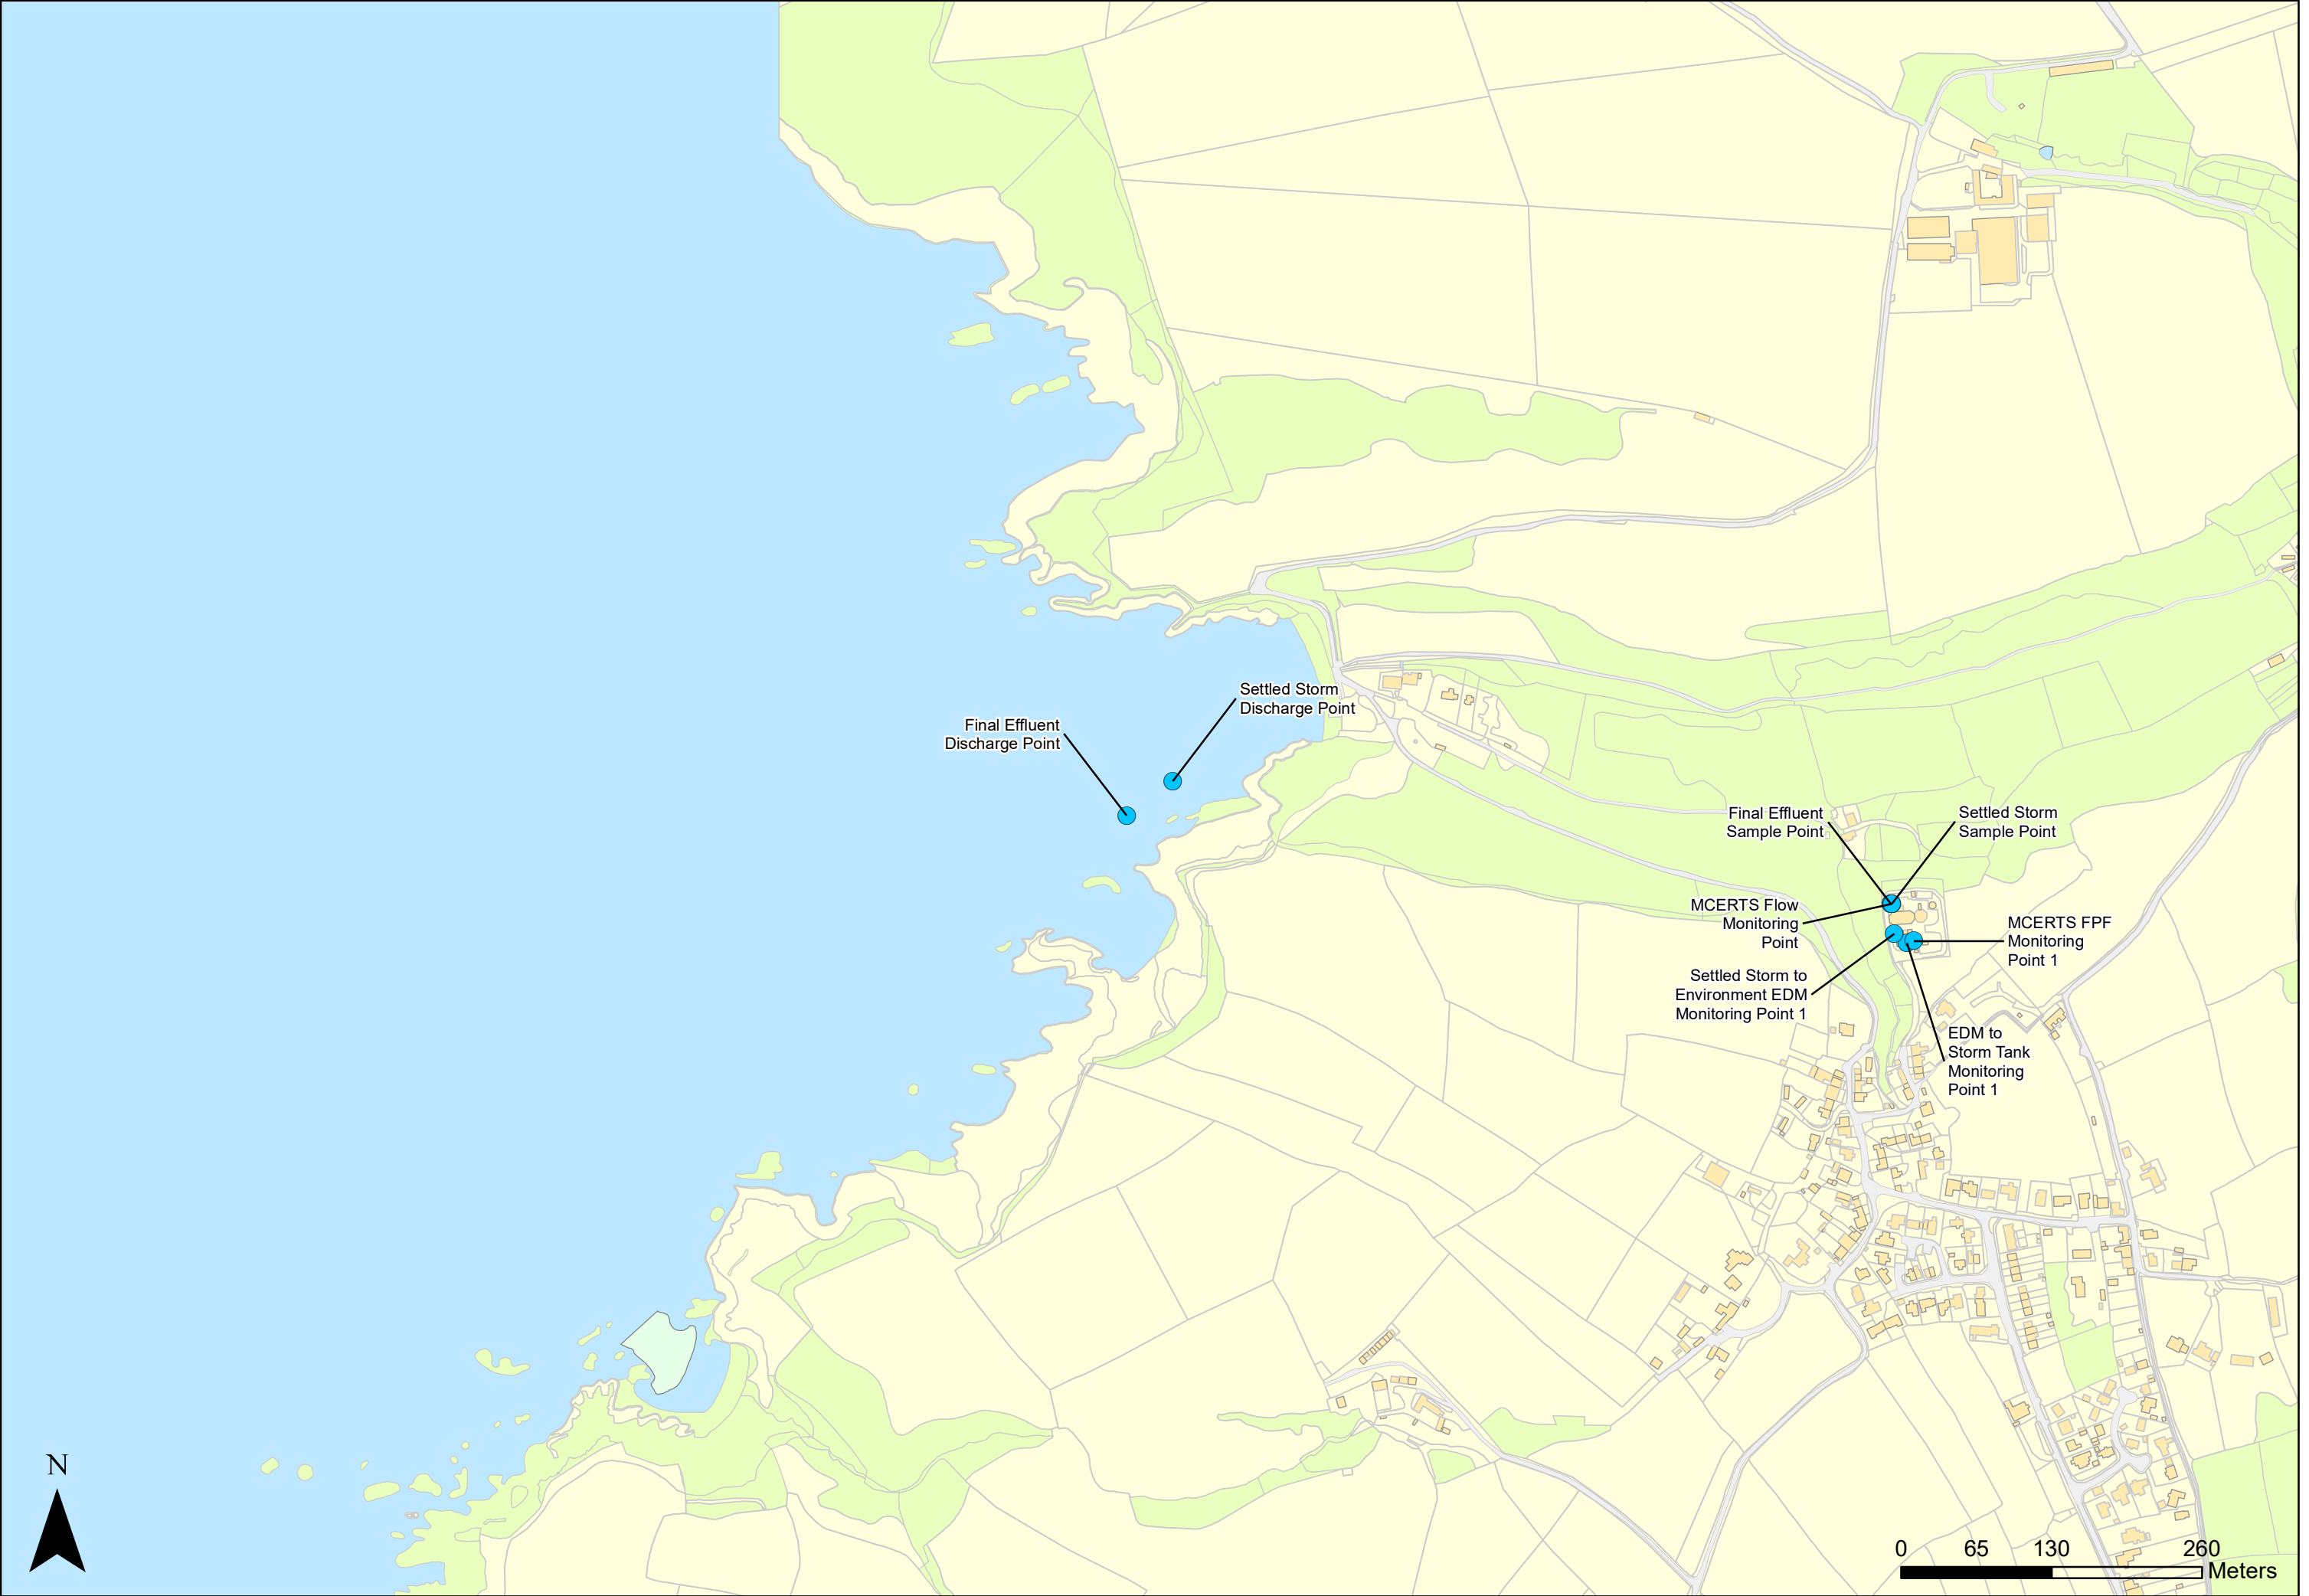 Settled Storm
Discharge Point
Final Effluent
Discharge Point
Final Effluent
Sample Point
Settled Storm
Sample Point
MCERTS Flow
Monitoring
Point
MCERTS FPF
Monitoring
Point 1
Settled Storm to
Environment EDM
Monitoring Point 1
EDM to
Storm Tank
Monitoring
Point 1
N
0 65 130 260
Meters